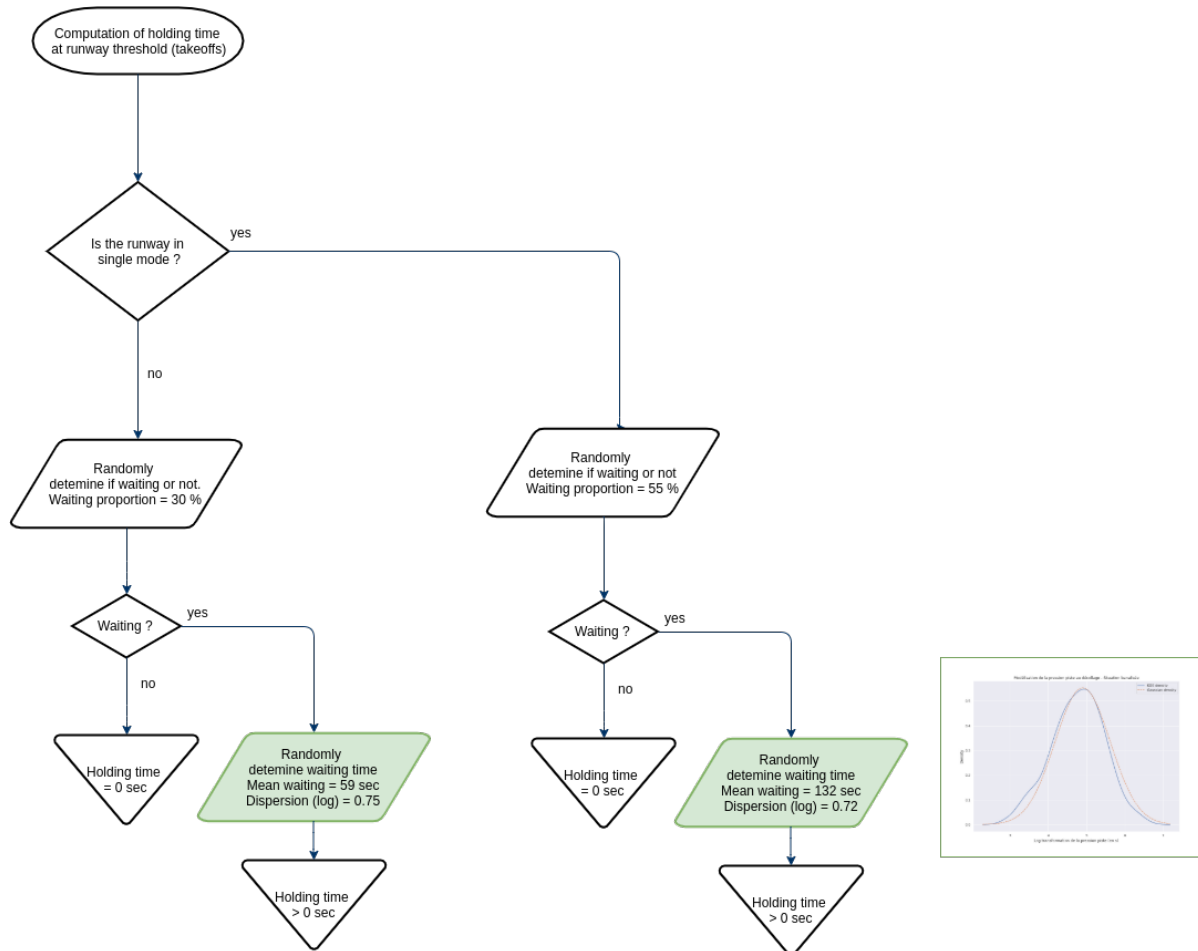 Computation of holding time
at runway threshold (takeoffs)
Is the runway in
single mode ?
yes
no
Randomly
detemine if waiting or not.
Waiting proportion = 30 %
Randomly
detemine if waiting or not
Waiting proportion = 55 %
Waiting ?
yes
no
Waiting ?
yes
no
Holding time
= 0 sec
Randomly
detemine waiting time
Mean waiting = 59 sec
Dispersion (log) = 0.75
Holding time
= 0 sec
Randomly
detemine waiting time
Mean waiting = 132 sec
Dispersion (log) = 0.72
Holding time
> 0 sec
Holding time
> 0 sec